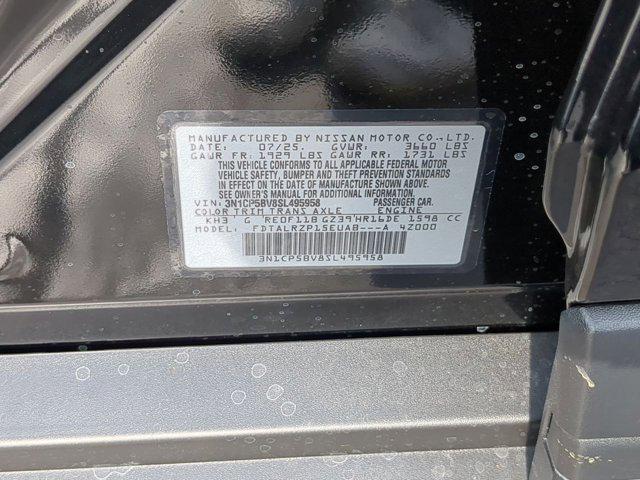 MANUFACTURED BY NISSAN MOTOR CO.,LTD.
DATE: 07/25. GVWR: 3660 LBS
GAWR FR: 1929 LBS GAWR RR: 1731 LBS
THIS VEHICLE CONFORMS TO ALL APPLICABLE FEDERAL MOTOR
VEHICLE SAFETY, BUMPER AND THEFT PREVENTION STANDARDS
IN EFFECT ON THE DATE OF MANUFACTURE SHOWN ABOVE.
SEE OWNER'S MANUAL FOR ADDITIONAL INFORMATION.
VIN: 3N1CP5BV8SL495958 PASSENGER CAR.
COLOR TRIM TRANS AXLE ENGINE
KH3 G RE0F11B GZ39 HR16DE 1598 CC
MODEL: FDTALRZP15EUAB---A 4Z000
3N1CP5BV8SL495958